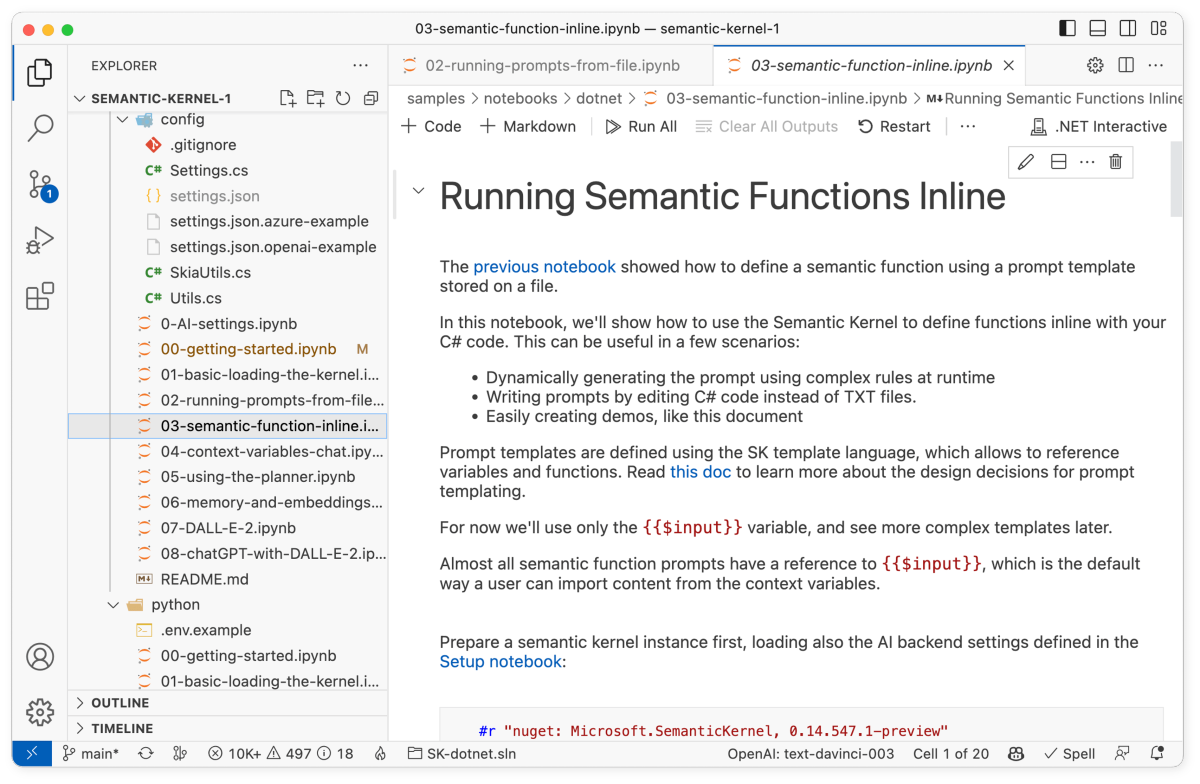 03-semantic-function-inline.ipynb — semantic-kernel-1
EXPLORER
SEMANTIC-KERNEL-1
config
.gitignore
C# Settings.cs
{} settings.json
settings.json.azure-example
settings.json.openai-example
C# SkiaUtils.cs
C# Utils.cs
0-AI-settings.ipynb
00-getting-started.ipynb M
01-basic-loading-the-kernel.i...
02-running-prompts-from-file...
03-semantic-function-inline.i...
04-context-variables-chat.ipy...
05-using-the-planner.ipynb
06-memory-and-embeddings...
07-DALL-E-2.ipynb
08-chatGPT-with-DALL-E-2.ip...
README.md
python
.env.example
00-getting-started.ipynb
01-basic-loading-the-kernel.i...
OUTLINE
TIMELINE
1
02-running-prompts-from-file.ipynb
03-semantic-function-inline.ipynb
samples > notebooks > dotnet > 03-semantic-function-inline.ipynb > M↓Running Semantic Functions Inline
+ Code + Markdown Run All Clear All Outputs Restart ... .NET Interactive
Running Semantic Functions Inline
The previous notebook showed how to define a semantic function using a prompt template
stored on a file.
In this notebook, we'll show how to use the Semantic Kernel to define functions inline with your
C# code. This can be useful in a few scenarios:
• Dynamically generating the prompt using complex rules at runtime
• Writing prompts by editing C# code instead of TXT files.
• Easily creating demos, like this document
Prompt templates are defined using the SK template language, which allows to reference
variables and functions. Read this doc to learn more about the design decisions for prompt
templating.
For now we'll use only the {{$input}} variable, and see more complex templates later.
Almost all semantic function prompts have a reference to {{$input}}, which is the default
way a user can import content from the context variables.
Prepare a semantic kernel instance first, loading also the AI backend settings defined in the
Setup notebook:
#r "nuget: Microsoft.SemanticKernel, 0.14.547.1-preview"
main* 10K+ 497 18 SK-dotnet.sln OpenAI: text-davinci-003 Cell 1 of 20 Spell